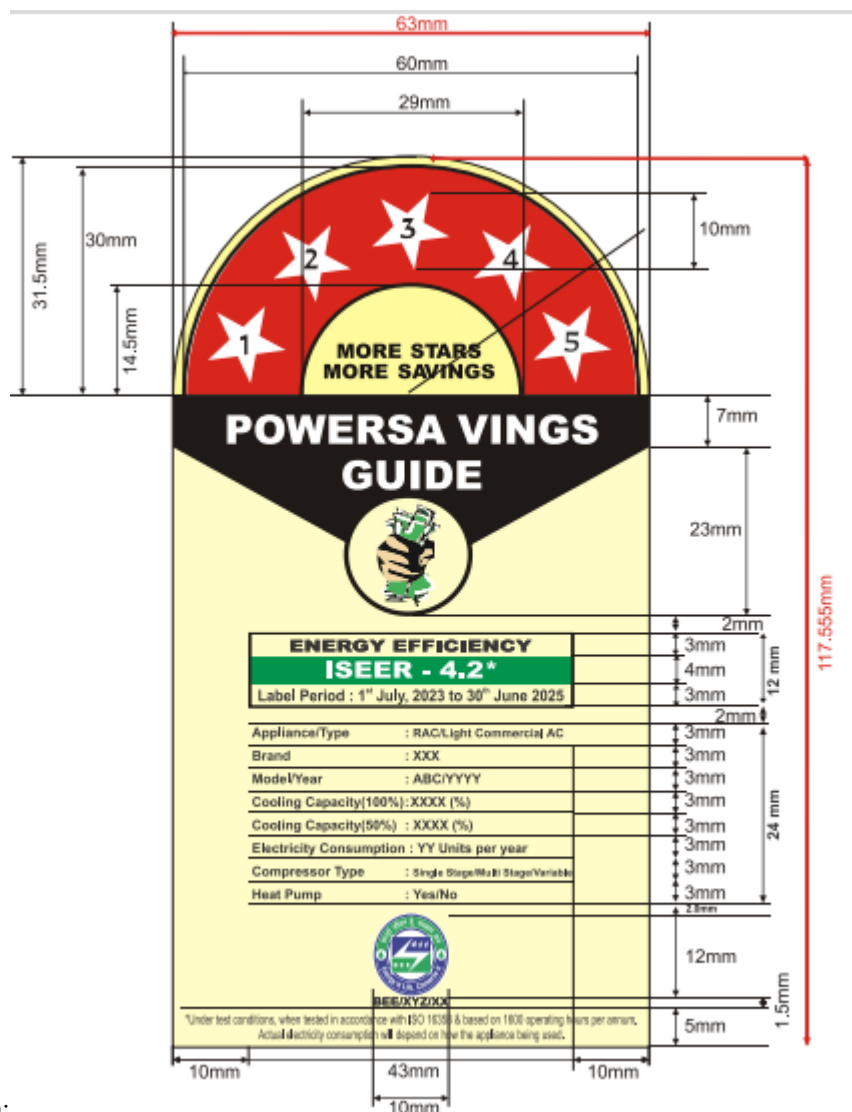 63mm
60mm
29mm
31.5mm
30mm
14.5mm
10mm
1
2
3
4
5
MORE STARS
MORE SAVINGS
7mm
POWERSA VINGS
GUIDE
23mm
117.555mm
2mm
ENERGY EFFICIENCY 3mm
ISEER - 4.2* 4mm
12 mm
Label Period : 1st July, 2023 to 30th June 2025 3mm
2mm
Appliance/Type : RAC/Light Commercial AC 3mm
Brand : XXX 3mm
Model/Year : ABC/YYYY 3mm
Cooling Capacity(100%):XXXX (%) 3mm
24 mm
Cooling Capacity(50%) : XXXX (%) 3mm
Electricity Consumption : YY Units per year 3mm
Compressor Type : Single Stage/Multi Stage/Variable 3mm
Heat Pump : Yes/No 3mm
12mm
BEE/XYZ/XX
1.5mm
*Under test conditions, when tested in accordance with ISO 16358 & based on 1600 operating hours per annum.
Actual electricity consumption will depend on how the appliance being used.
5mm
10mm 43mm 10mm
10mm